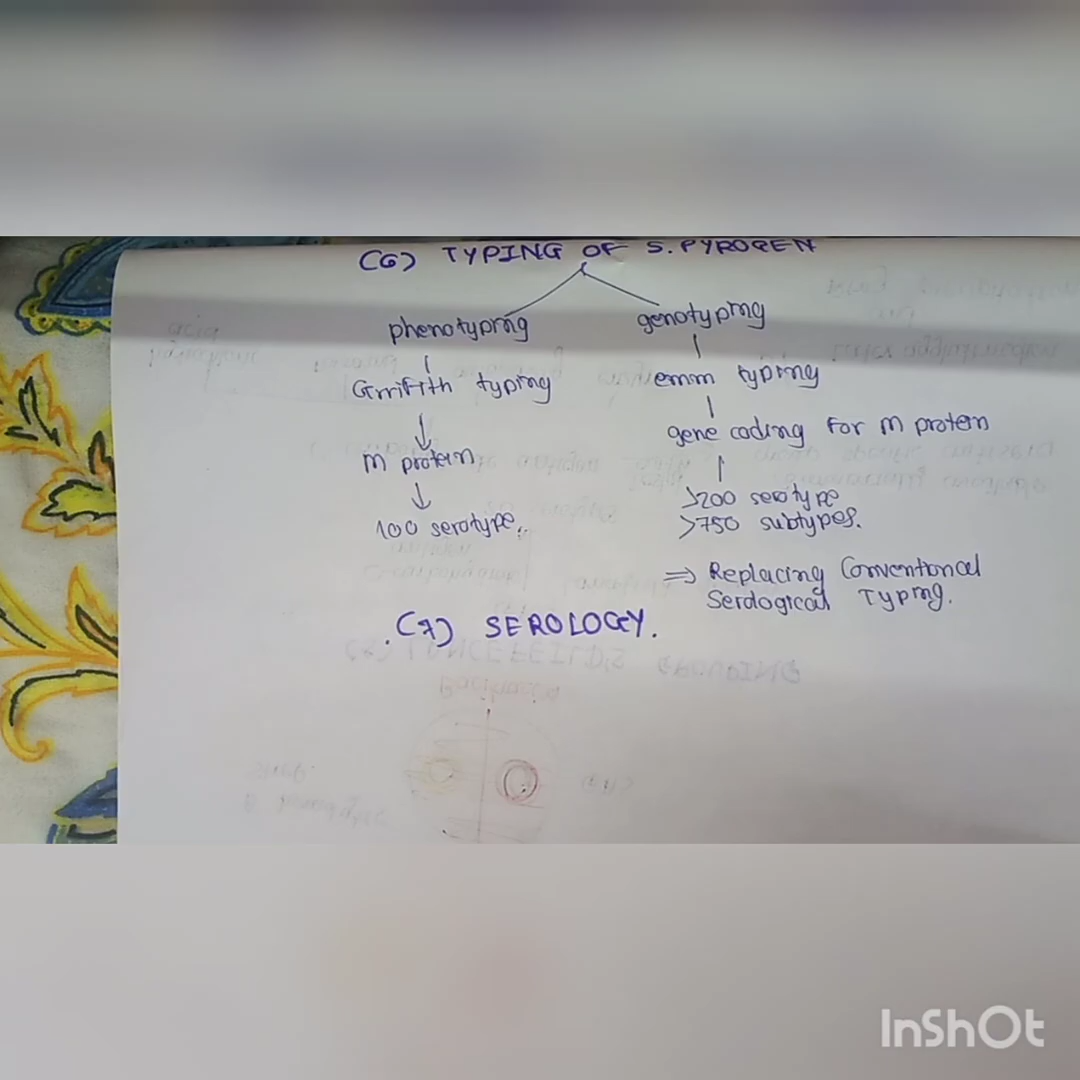 (6) TYPING OF S. PYROGEN
phenotyping
genotyping
Griffith typing
emm typing
M protein
gene coding for M protein
100 serotype.
>200 serotype
>750 subtypes.
⇒ Replacing Conventional
Serological Typing.
(7) SEROLOGY.
InShOt